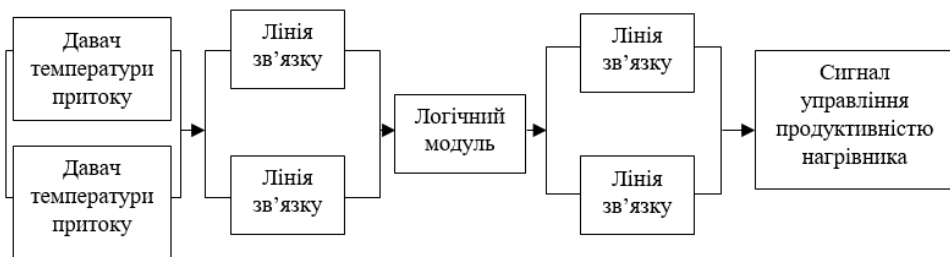 Давач
температури
притоку
Давач
температури
притоку
Лінія
зв’язку
Лінія
зв’язку
Логічний
модуль
Лінія
зв’язку
Лінія
зв’язку
Сигнал
управління
продуктивністю
нагрівника